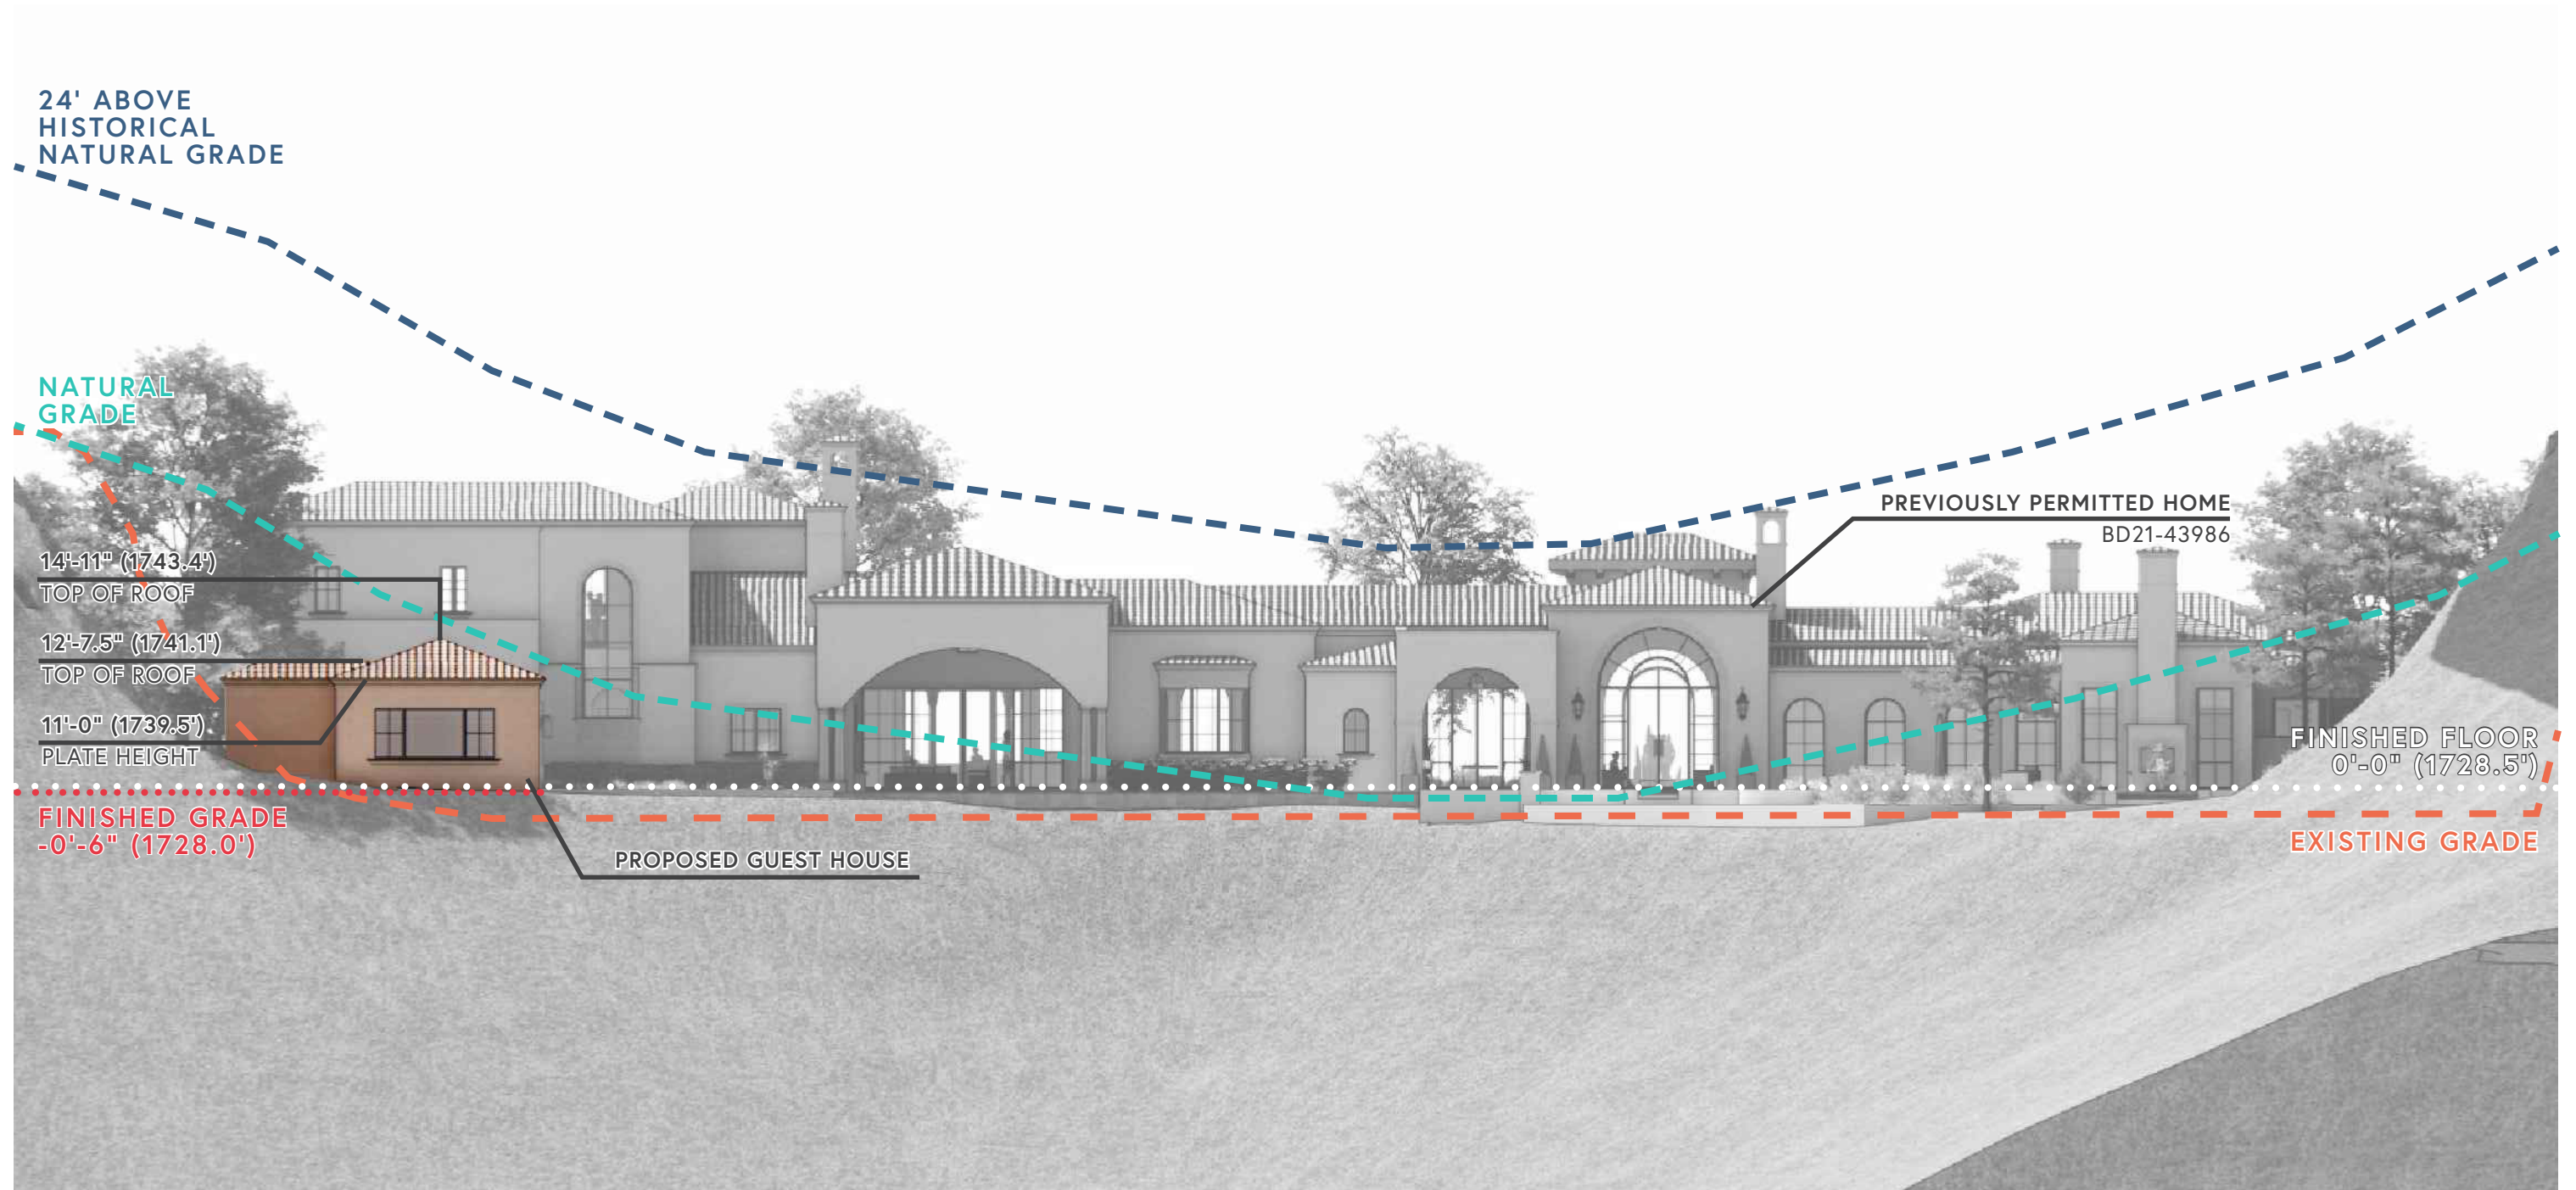 24' ABOVE
HISTORICAL
NATURAL GRADE
NATURAL
GRADE
PREVIOUSLY PERMITTED HOME
BD21-43986
14'-11" (1743.4')
TOP OF ROOF
12'-7.5" (1741.1')
TOP OF ROOF
11'-0" (1739.5')
PLATE HEIGHT
FINISHED FLOOR
0'-0" (1728.5')
FINISHED GRADE
-0'-6" (1728.0')
EXISTING GRADE
PROPOSED GUEST HOUSE